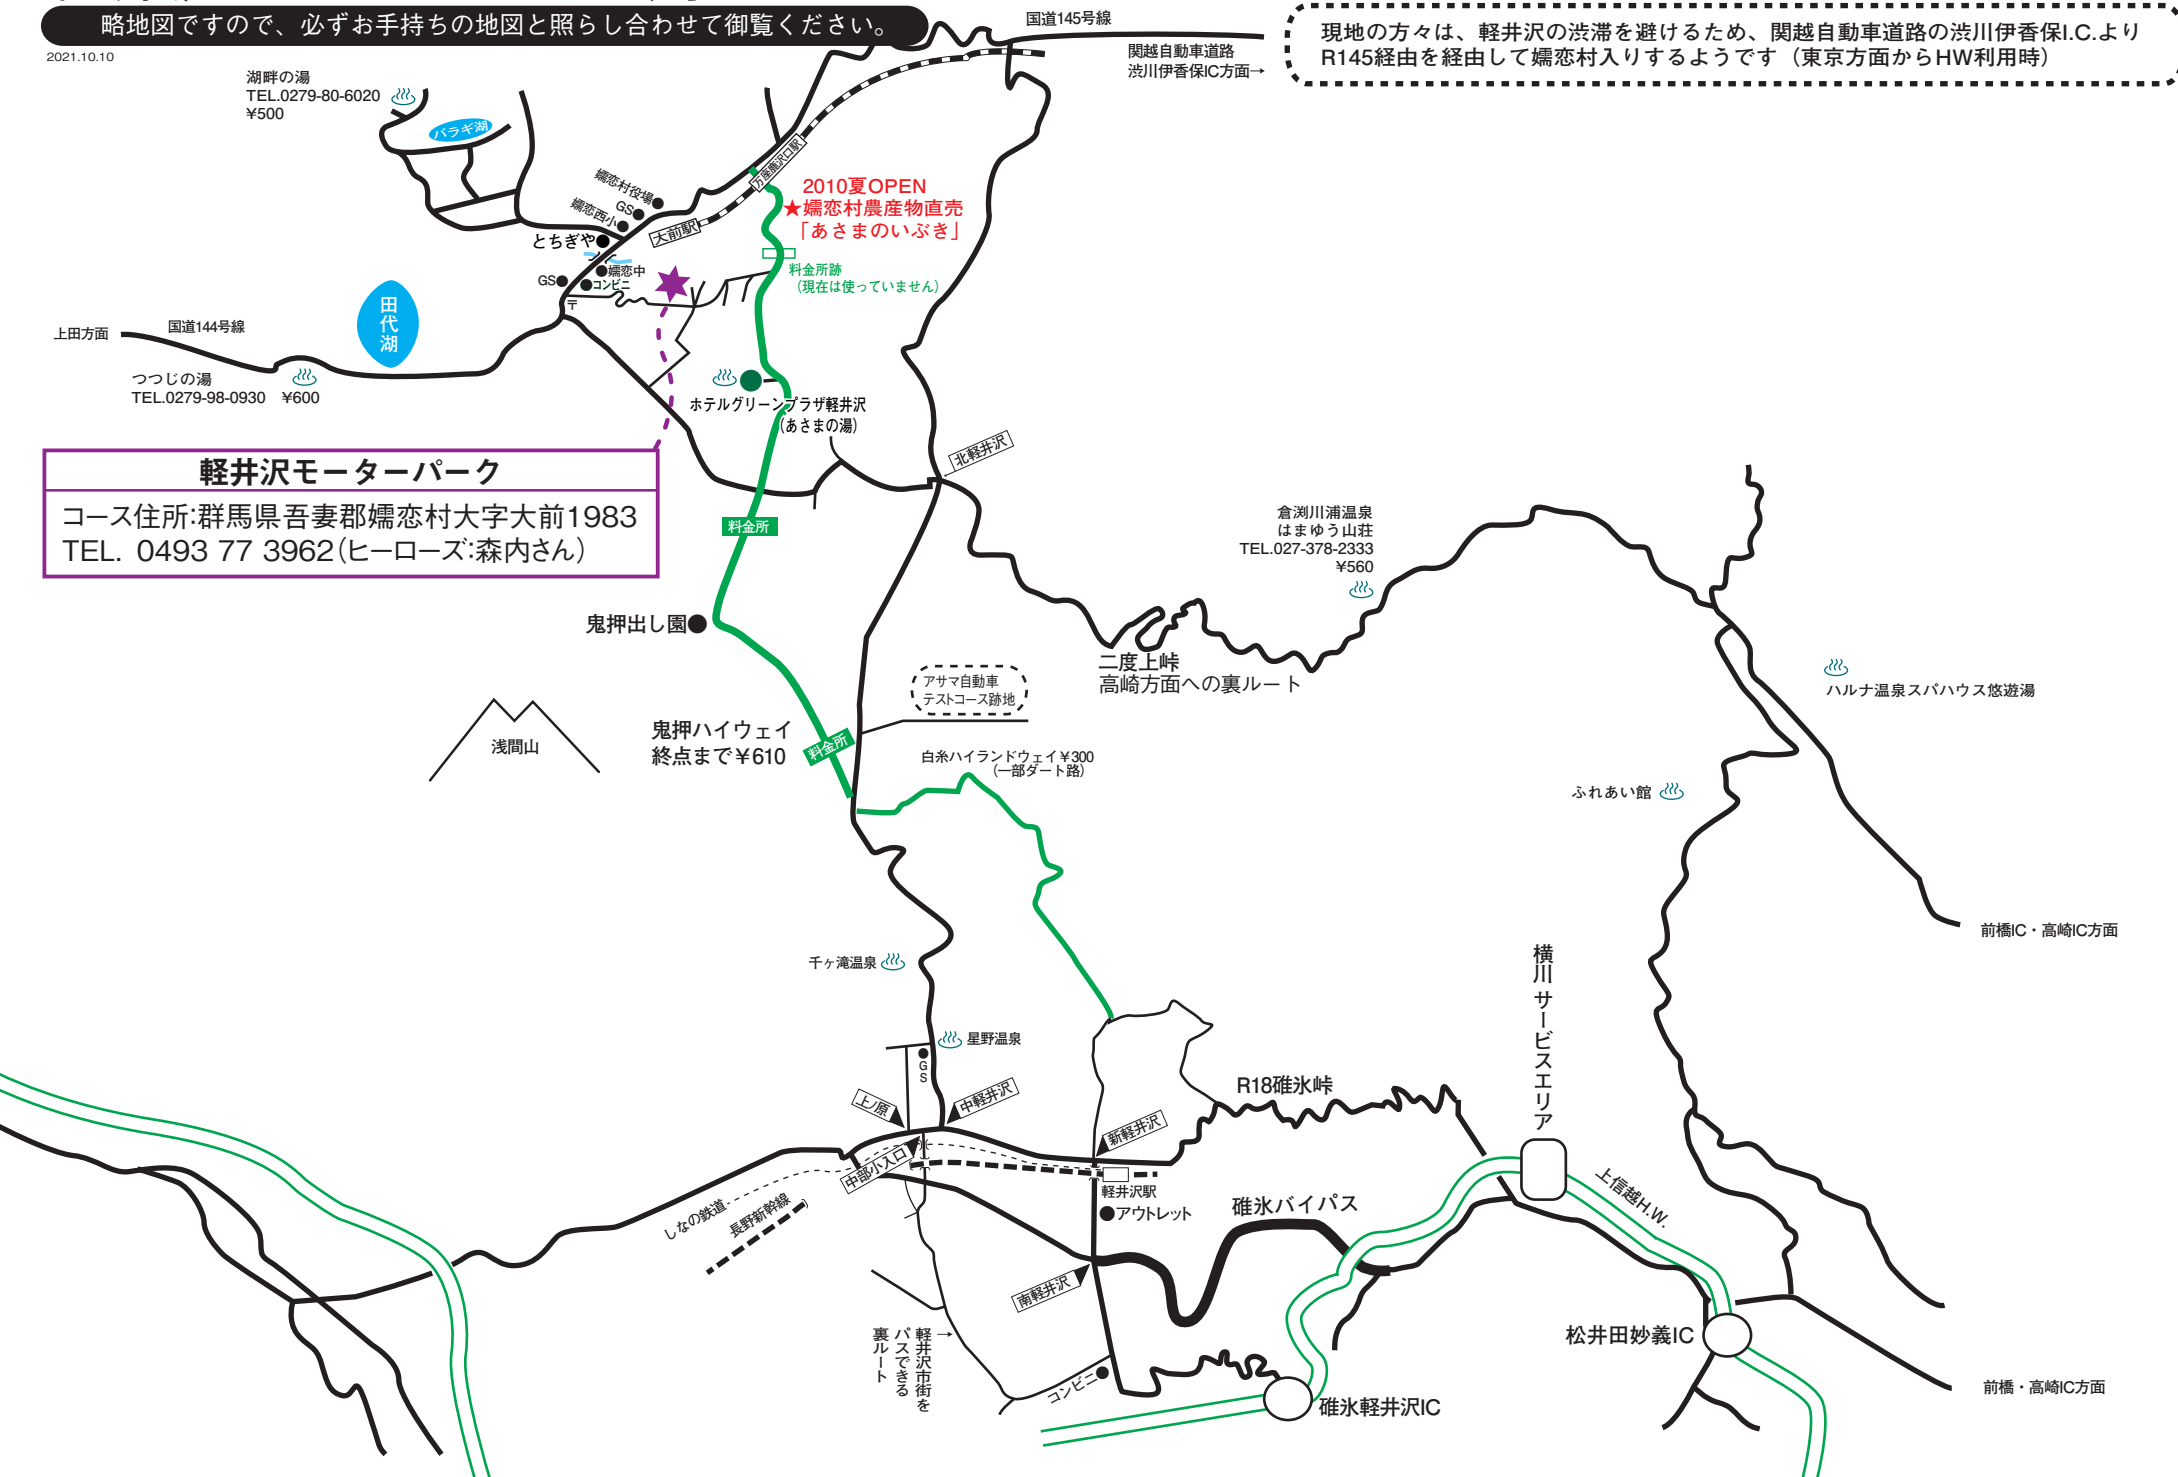 略地図ですので、必ずお手持ちの地図と照らし合わせて御覧ください。
2021.10.10
国道145号線
関越自動車道路
渋川伊香保IC方面→
現地の方々は、軽井沢の渋滞を避けるため、関越自動車道路の渋川伊香保I.C.より
R145経由を経由して嬬恋村入りするようです（東京方面からHW利用時）
湖畔の湯
TEL.0279-80-6020
¥500
バラギ湖
万座鹿沢口駅
嬬恋村役場
GS
嬬恋西小
とちぎや
大前駅
2010夏OPEN
★嬬恋村農産物直売
「あさまのいぶき」
料金所跡
（現在は使っていません）
嬬恋中
GS
コンビニ
〒
田代湖
上田方面
国道144号線
つつじの湯
TEL.0279-98-0930　¥600
ホテルグリーンプラザ軽井沢
（あさまの湯）
北軽井沢
軽井沢モーターパーク
コース住所:群馬県吾妻郡嬬恋村大字大前1983
TEL. 0493 77 3962（ヒーローズ:森内さん）
料金所
倉渕川浦温泉
はまゆう山荘
TEL.027-378-2333
¥560
鬼押出し園
二度上峠
高崎方面への裏ルート
アサマ自動車
テストコース跡地
ハルナ温泉スパハウス悠遊湯
浅間山
鬼押ハイウェイ
終点まで¥610
料金所
白糸ハイランドウェイ¥300
（一部ダート路）
ふれあい館
前橋IC・高崎IC方面
千ヶ滝温泉
横川 サービスエリア
星野温泉
GS
上ノ原
中軽井沢
R18碓氷峠
新軽井沢
中部小入口
軽井沢駅
アウトレット
しなの鉄道
長野新幹線
碓氷バイパス
上信越H.W.
南軽井沢
軽井沢市街を→
パスできる
裏ルート
コンビニ
松井田妙義IC
碓氷軽井沢IC
前橋・高崎IC方面